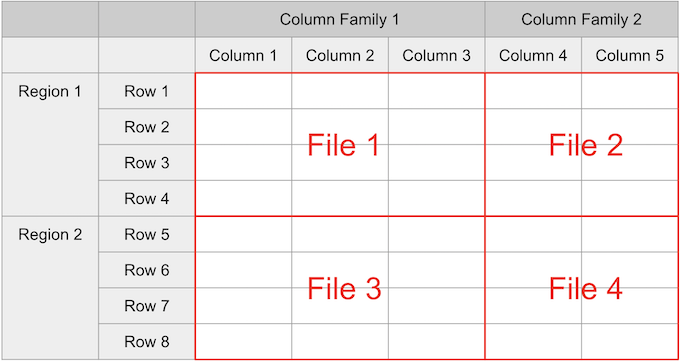 Column Family 1 Column Family 2
Column 1 Column 2 Column 3 Column 4 Column 5
Region 1 Row 1
Row 2
File 1 File 2
Row 3
Row 4
Region 2 Row 5
Row 6
File 3 File 4
Row 7
Row 8